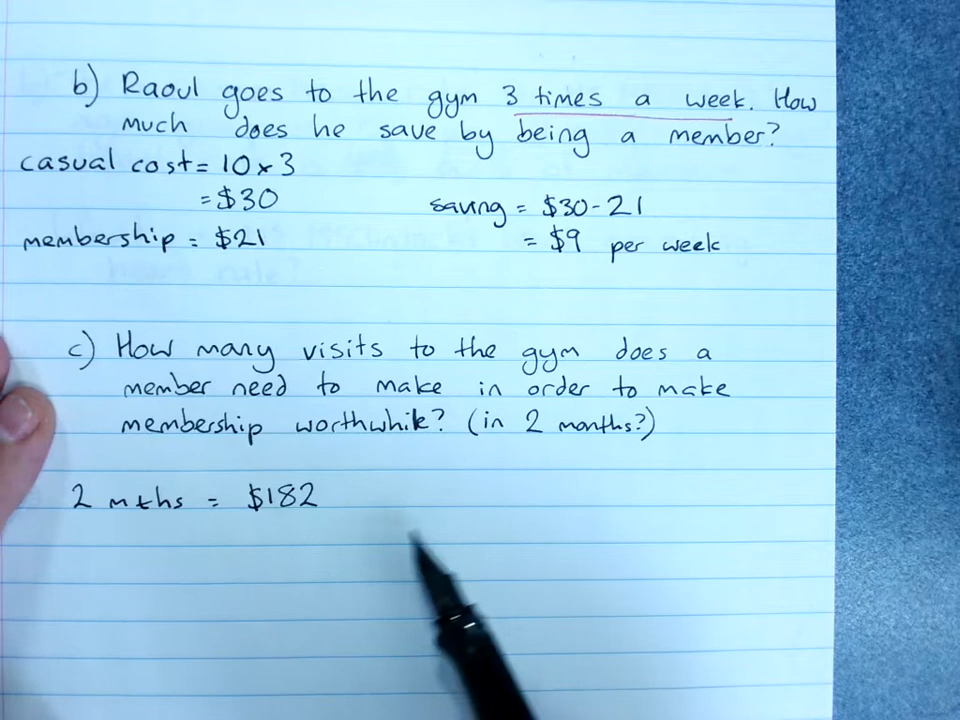 b) Raoul goes to the gym 3 times a week. How
much does he save by being a member?
casual cost = 10 x 3
= $30
membership = $21
saving = $30 - 21
= $9 per week
c) How many visits to the gym does a
member need to make in order to make
membership worthwhile? (in 2 months?)
2 mths = $182